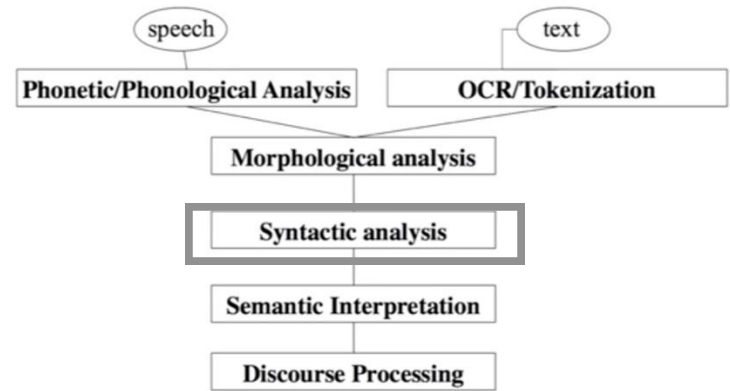 speech
text
Phonetic/Phonological Analysis
OCR/Tokenization
Morphological analysis
Syntactic analysis
Semantic Interpretation
Discourse Processing